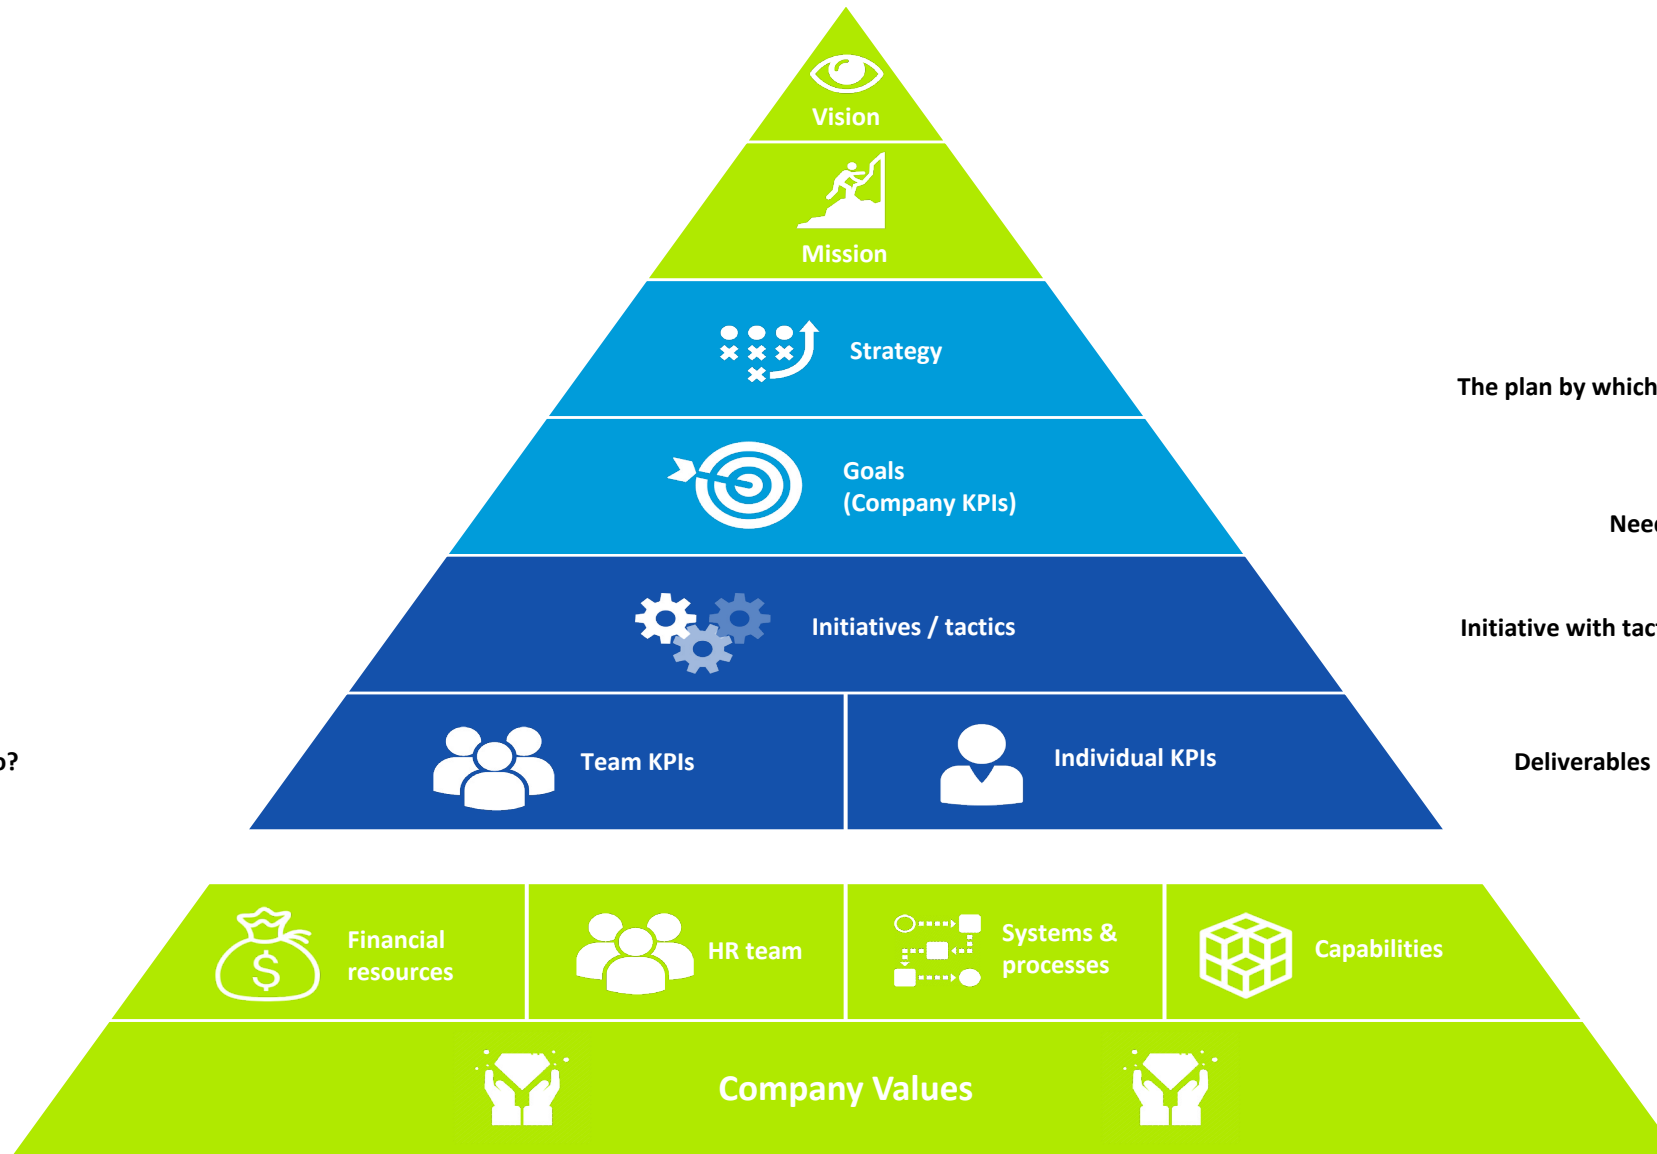 Vision
Mission
Strategy
The plan by which
Goals
(Company KPIs)
Initiatives / tactics
Initiative with
Team KPIs
Individual KPIs
Deliverables
Financial
resources
$
HR team
Systems &
processes
Capabilities
Company Values